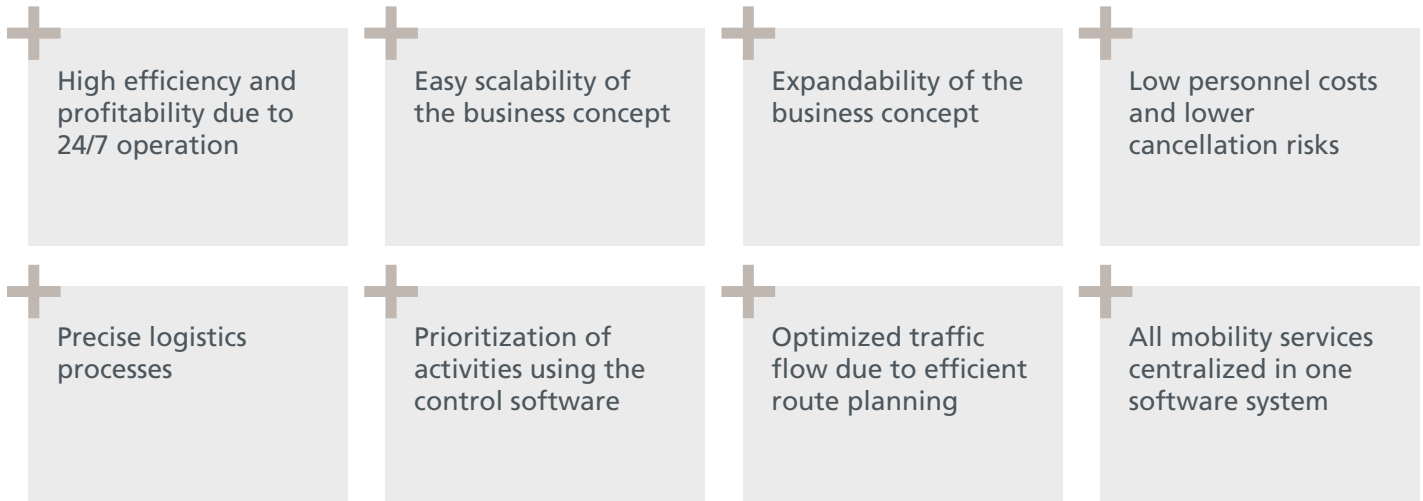 High efficiency and
profitability due to
24/7 operation
Easy scalability of
the business concept
Expandability of the
business concept
Low personnel costs
and lower
cancellation risks
Precise logistics
processes
Prioritization of
activities using the
control software
Optimized traffic
flow due to efficient
route planning
All mobility services
centralized in one
software system